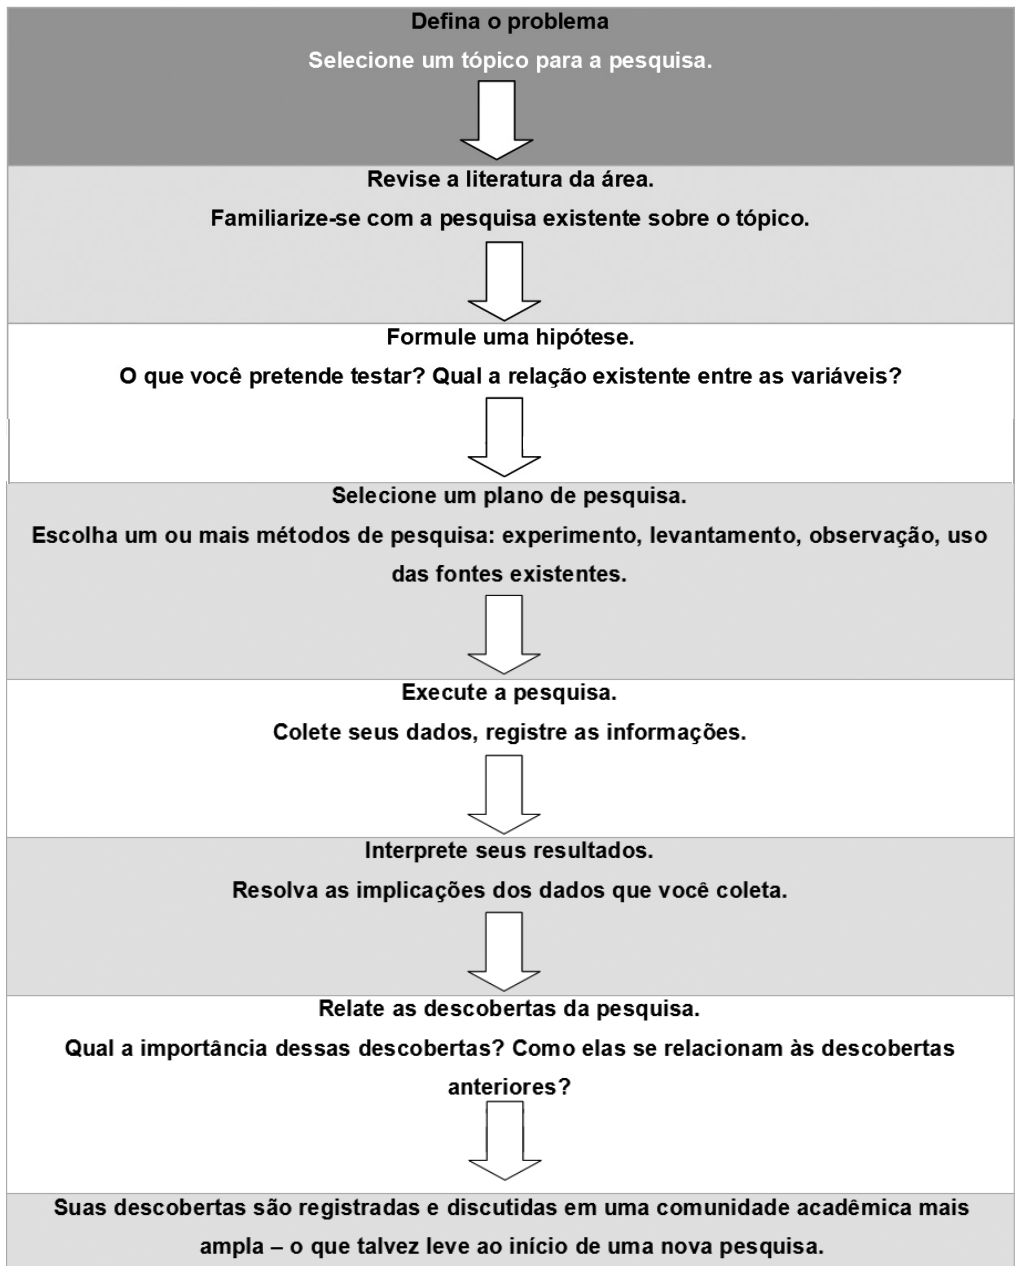 Defina o problema
Selecione um tópico para a pesquisa.
Revise a literatura da área.
Familiarize-se com a pesquisa existente sobre o tópico.
Formule uma hipótese.
O que você pretende testar? Qual a relação existente entre as variáveis?
Selecione um plano de pesquisa.
Escolha um ou mais métodos de pesquisa: experimento, levantamento, observação, uso
das fontes existentes.
Execute a pesquisa.
Colete seus dados, registre as informações.
Interprete seus resultados.
Resolva as implicações dos dados que você coleta.
Relate as descobertas da pesquisa.
Qual a importância dessas descobertas? Como elas se relacionam às descobertas
anteriores?
Suas descobertas são registradas e discutidas em uma comunidade acadêmica mais
ampla – o que talvez leve ao início de uma nova pesquisa.